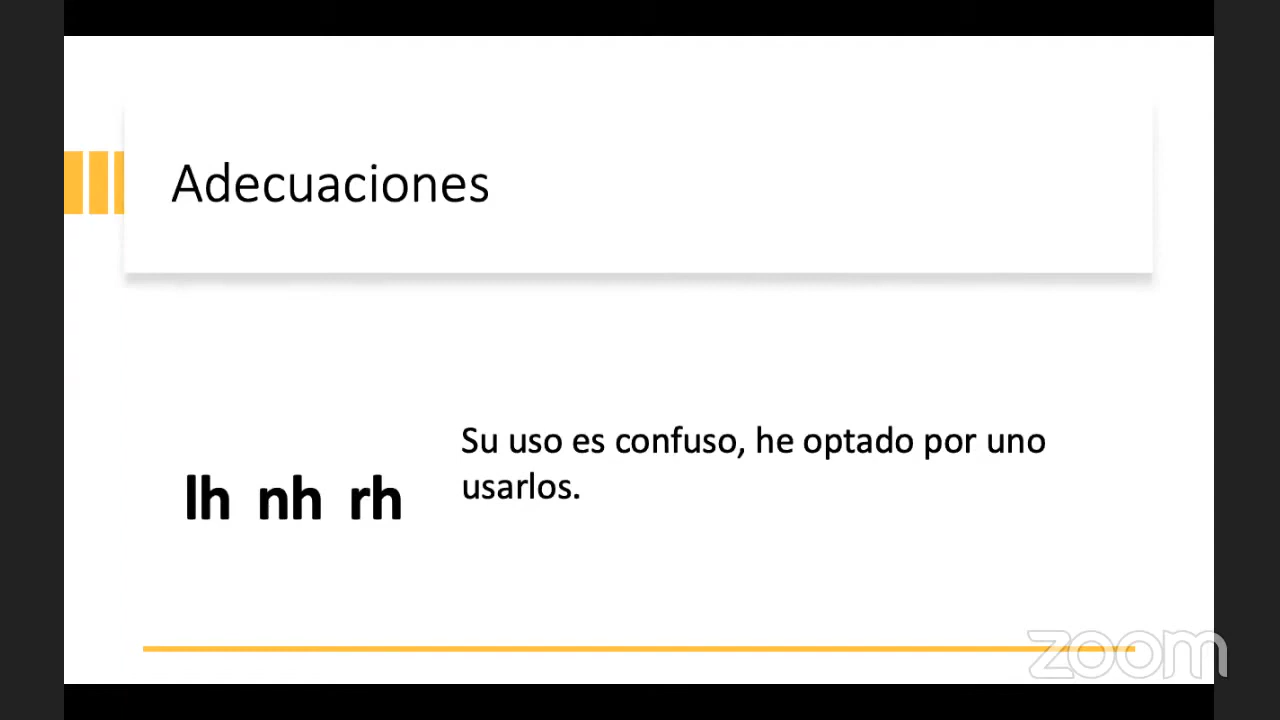 Adecuaciones
Su uso es confuso, he optado por uno
usarlos.
lh nh rh
zoom